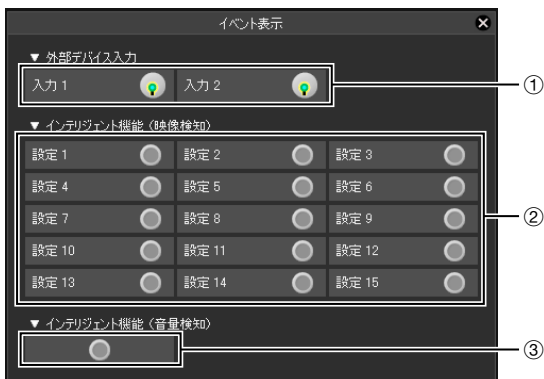 イベント表示
▼ 外部デバイス入力
入力 1 入力 2
①
▼ インテリジェント機能（映像検知）
設定 1 設定 2 設定 3
設定 4 設定 5 設定 6
設定 7 設定 8 設定 9
②
設定 10 設定 11 設定 12
設定 13 設定 14 設定 15
▼ インテリジェント機能（音量検知）
③